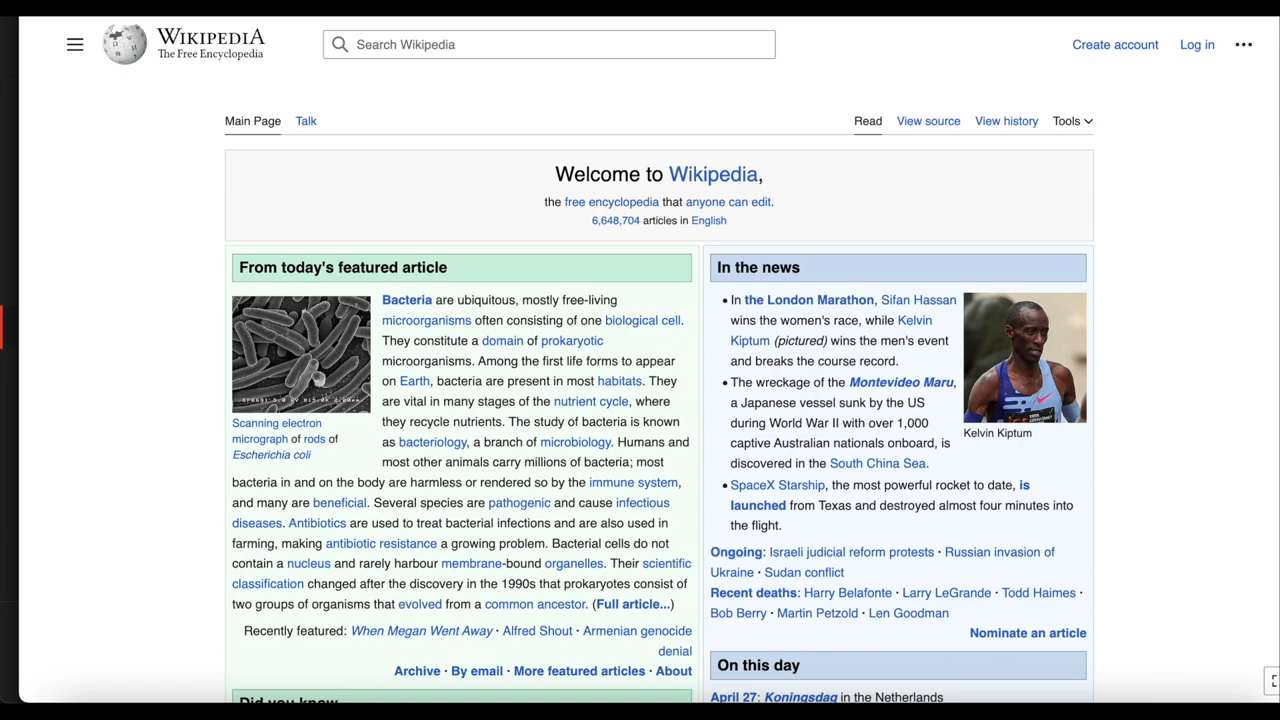 WIKIPEDIA
The Free Encyclopedia
Search Wikipedia
Create account
Log in
Main Page
Talk
Read
View source
View history
Tools
Welcome to Wikipedia,
the free encyclopedia that anyone can edit.
6,648,704 articles in English
From today's featured article
Scanning electron
micrograph of rods of
Escherichia coli
Bacteria are ubiquitous, mostly free-living
microorganisms often consisting of one biological cell.
They constitute a domain of prokaryotic
microorganisms. Among the first life forms to appear
on Earth, bacteria are present in most habitats. They
are vital in many stages of the nutrient cycle, where
they recycle nutrients. The study of bacteria is known
as bacteriology, a branch of microbiology. Humans and
most other animals carry millions of bacteria; most
bacteria in and on the body are harmless or rendered so by the immune system,
and many are beneficial. Several species are pathogenic and cause infectious
diseases. Antibiotics are used to treat bacterial infections and are also used in
farming, making antibiotic resistance a growing problem. Bacterial cells do not
contain a nucleus and rarely harbour membrane-bound organelles. Their scientific
classification changed after the discovery in the 1990s that prokaryotes consist of
two groups of organisms that evolved from a common ancestor. (Full article...)
Recently featured: When Megan Went Away · Alfred Shout · Armenian genocide
denial
Archive · By email · More featured articles · About
Did you know
In the news
• In the London Marathon, Sifan Hassan
wins the women's race, while Kelvin
Kiptum (pictured) wins the men's event
and breaks the course record.
• The wreckage of the Montevideo Maru,
a Japanese vessel sunk by the US
during World War II with over 1,000
captive Australian nationals onboard, is
discovered in the South China Sea.
• SpaceX Starship, the most powerful rocket to date, is
launched from Texas and destroyed almost four minutes into
the flight.
Kelvin Kiptum
Ongoing: Israeli judicial reform protests · Russian invasion of
Ukraine · Sudan conflict
Recent deaths: Harry Belafonte · Larry LeGrande · Todd Haimes ·
Bob Berry · Martin Petzold · Len Goodman
Nominate an article
On this day
April 27: Koningsdag in the Netherlands